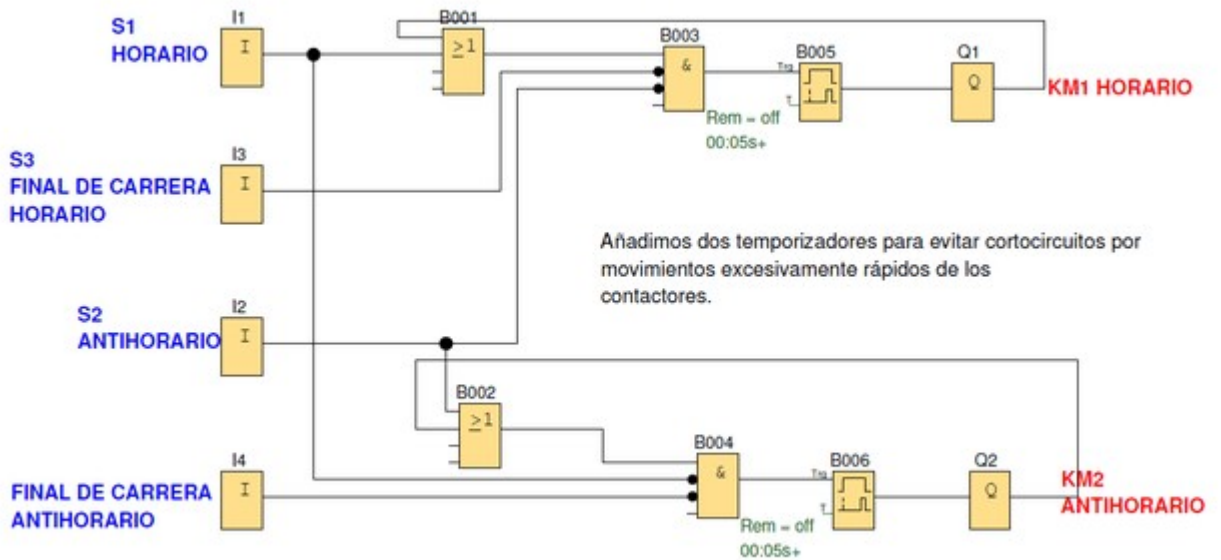 S1
HORARIO
I1
I
B001
≥1
B003
&
B005
Trg
T
Rem = off
00:05s+
Q1
Q
KM1 HORARIO
S3
FINAL DE CARRERA
HORARIO
I3
I
Añadimos dos temporizadores para evitar cortocircuitos por
movimientos excesivamente rápidos de los
contactores.
S2
ANTIHORARIO
I2
I
B002
≥1
B004
&
B006
Trg
T
Rem = off
00:05s+
Q2
Q
KM2
ANTIHORARIO
I4
I
FINAL DE CARRERA
ANTIHORARIO